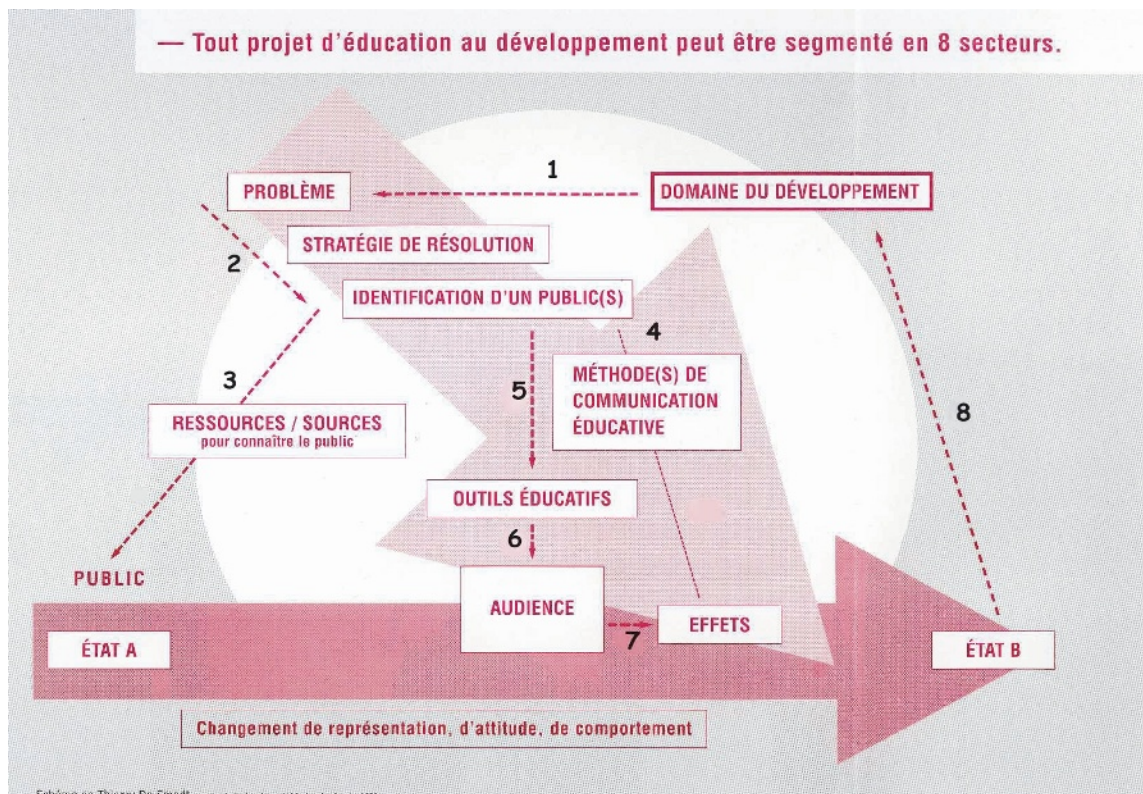 — Tout projet d'éducation au développement peut être segmenté en 8 secteurs.
1
PROBLÈME
DOMAINE DU DÉVELOPPEMENT
STRATÉGIE DE RÉSOLUTION
2
IDENTIFICATION D'UN PUBLIC(S)
4
3
5
MÉTHODE(S) DE
COMMUNICATION
ÉDUCATIVE
RESSOURCES / SOURCES
pour connaître le public
8
OUTILS ÉDUCATIFS
6
PUBLIC
AUDIENCE
EFFETS
7
ÉTAT A
ÉTAT B
Changement de représentation, d'attitude, de comportement